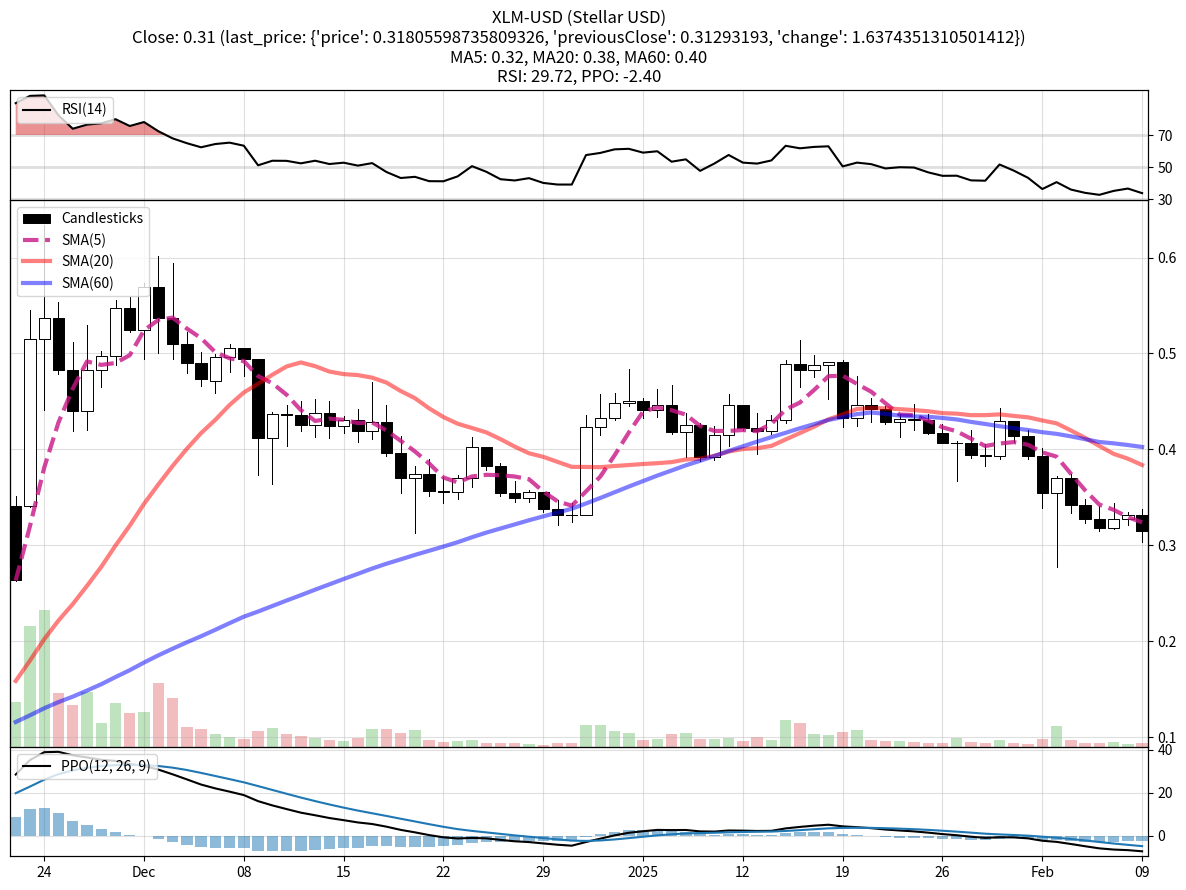 XLM-USD (Stellar USD)
Close: 0.31 (last_price: {'price': 0.31805598735809326, 'previousClose': 0.31293193, 'change': 1.6374351310501412})
MA5: 0.32, MA20: 0.38, MA60: 0.40
RSI: 29.72, PPO: -2.40
RSI(14)
70
50
30
Candlesticks
SMA(5)
SMA(20)
SMA(60)
0.6
0.5
0.4
0.3
0.2
0.1
PPO(12, 26, 9)
40
20
0
24 Dec 08 15 22 29 2025 12 19 26 Feb 09